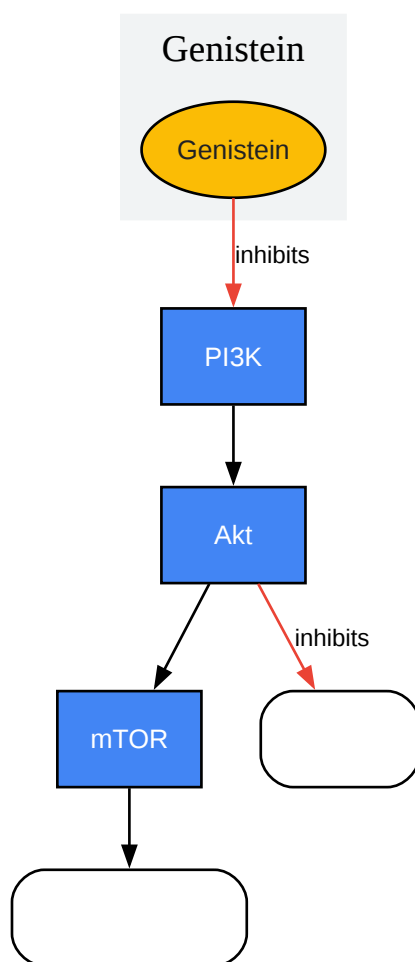 Genistein
Genistein
inhibits
PI3K
Akt
inhibits
mTOR